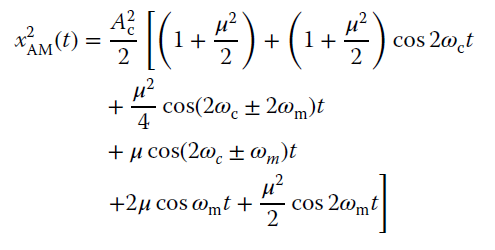 x²_AM(t) = A_c²/2 [(1 + μ²/2) + (1 + μ²/2) cos 2ω_c t
+ μ²/4 cos(2ω_c ± 2ω_m)t
+ μ cos(2ω_c ± ω_m)t
+2μ cos ω_m t + μ²/2 cos 2ω_m t]